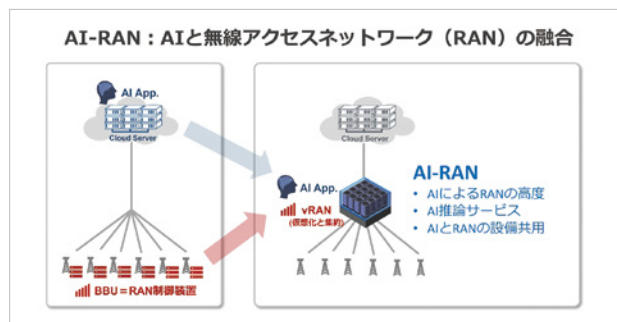 AI-RAN：AIと無線アクセスネットワーク（RAN）の融合
AI App.
Cloud Server
BBU＝RAN制御装置
Cloud Server
AI App.
vRAN
(仮想化と集約)
AI-RAN
• AIによるRANの高度
• AI推論サービス
• AIとRANの設備共用